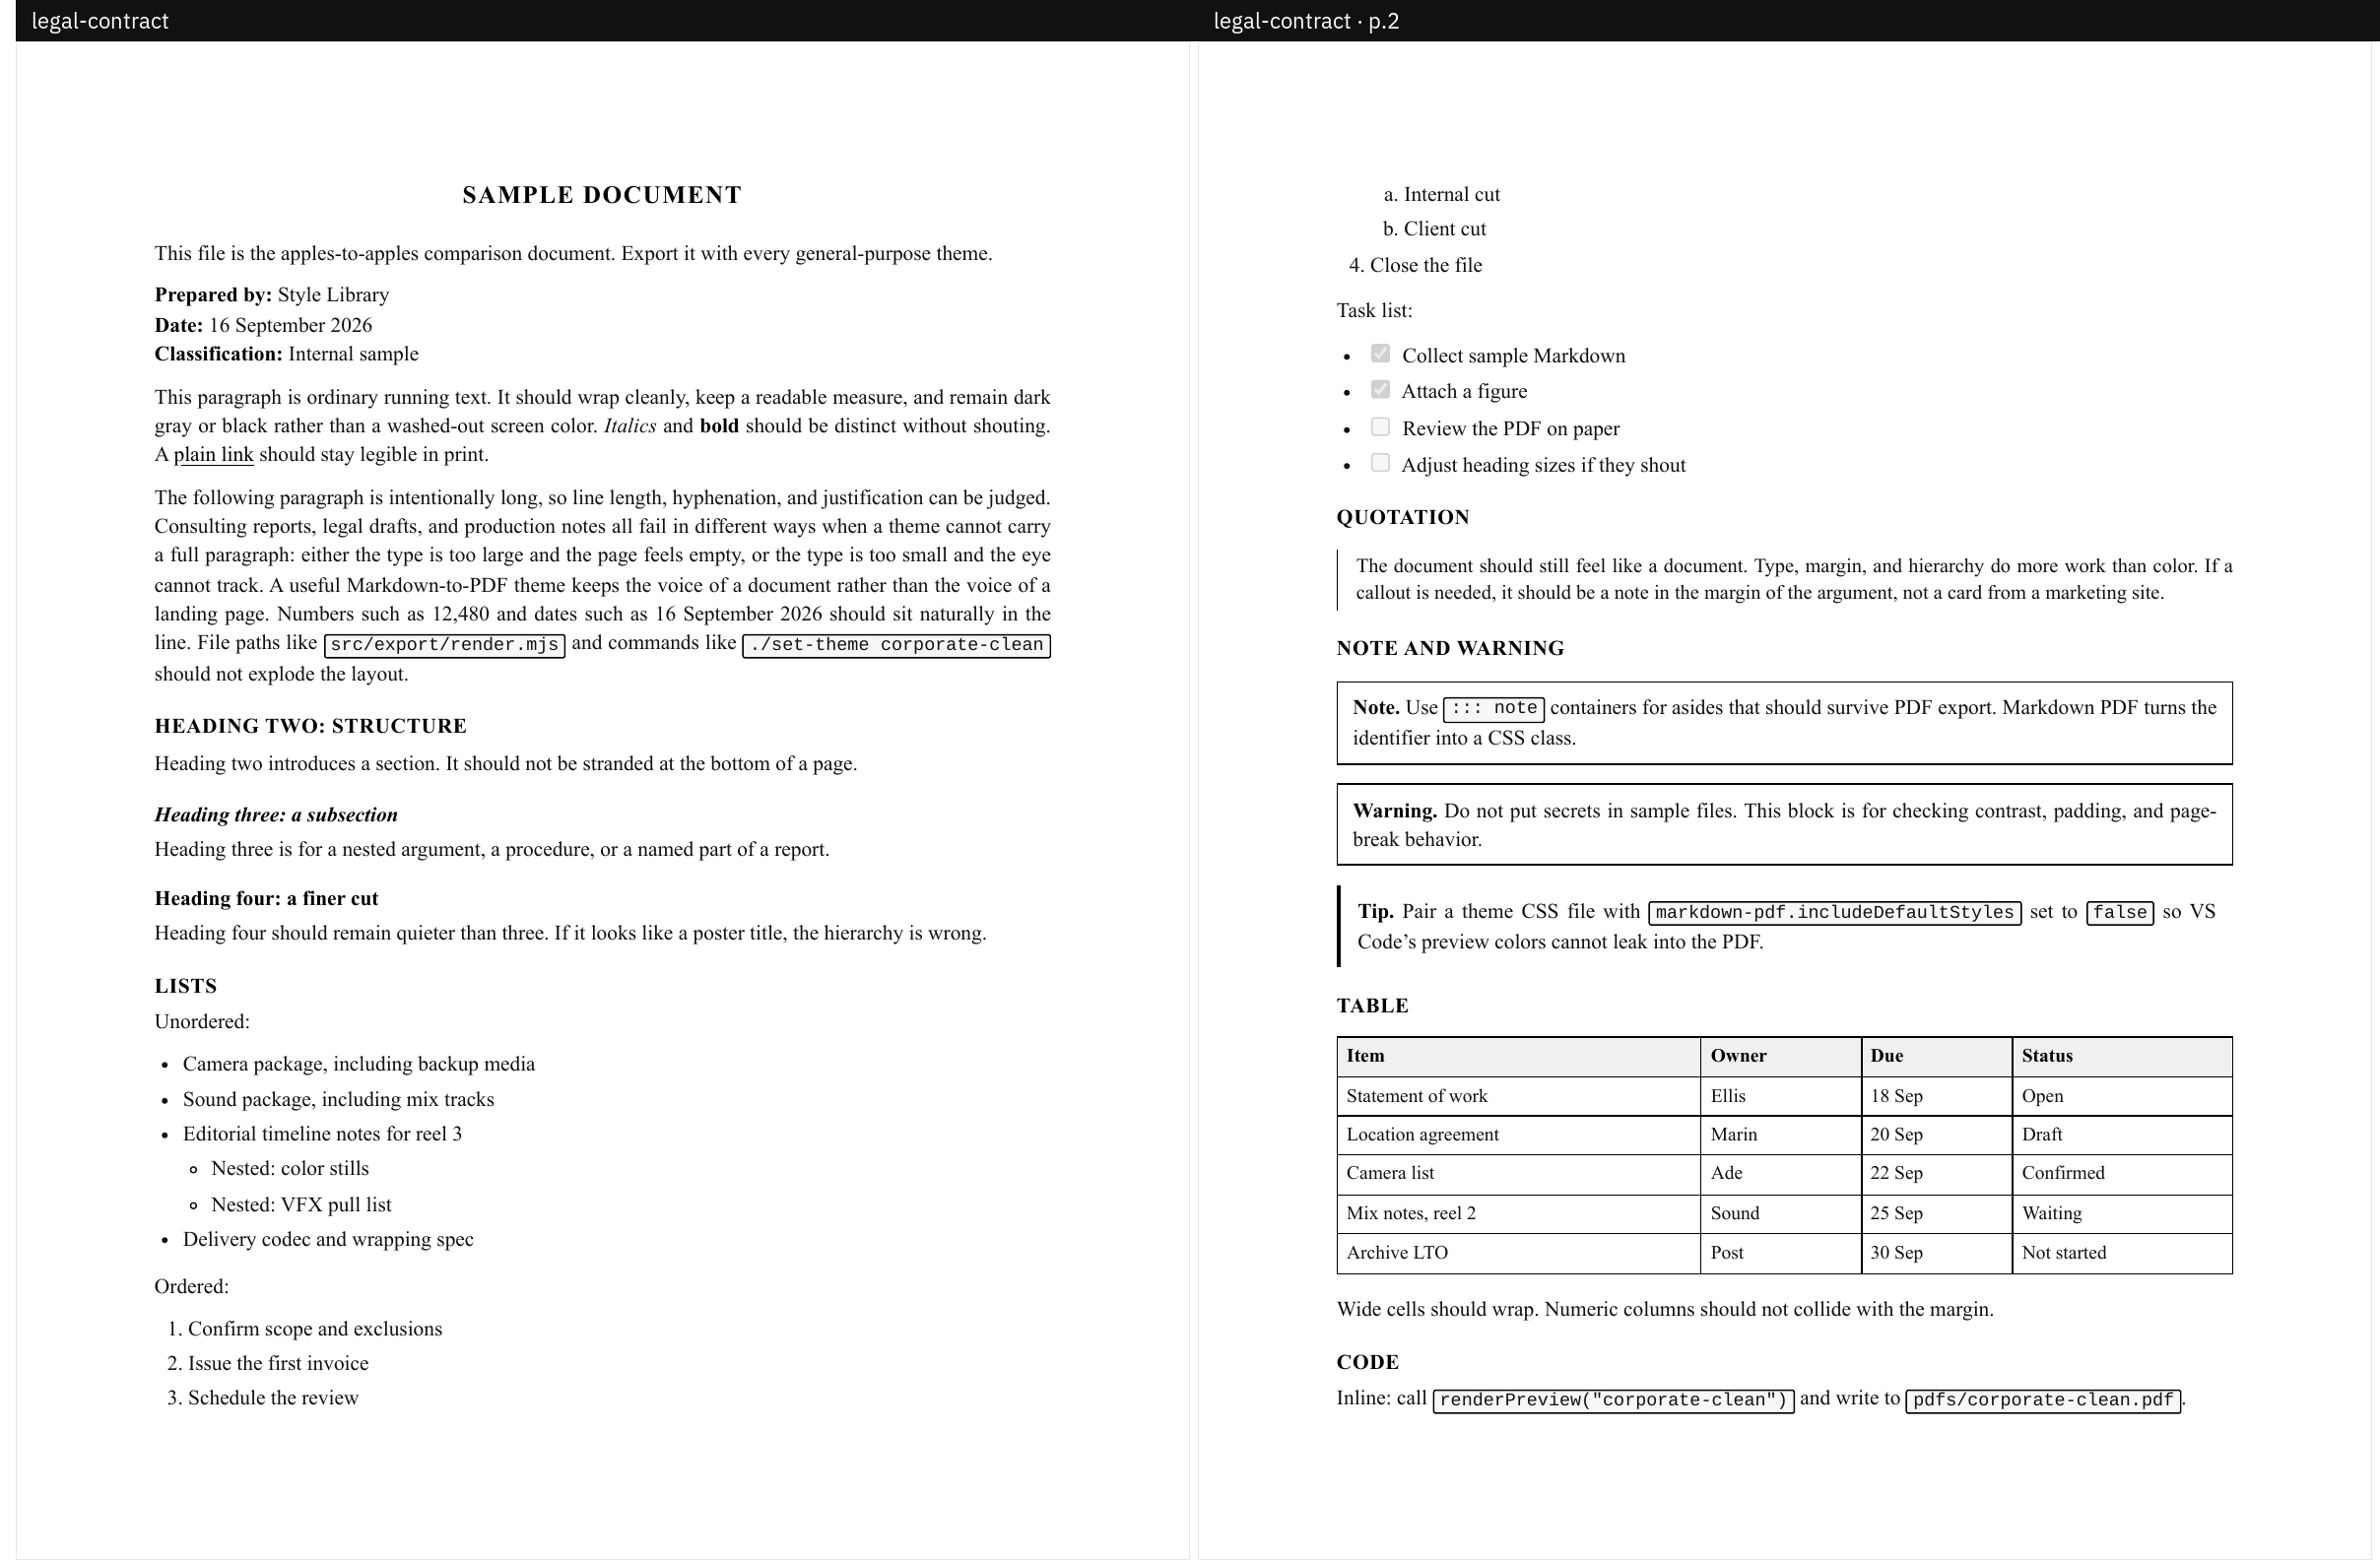 legal-contract
SAMPLE DOCUMENT
This file is the apples-to-apples comparison document. Export it with every general-purpose theme.
Prepared by: Style Library
Date: 16 September 2026
Classification: Internal sample
This paragraph is ordinary running text. It should wrap cleanly, keep a readable measure, and remain dark
gray or black rather than a washed-out screen color. Italics and bold should be distinct without shouting.
A plain link should stay legible in print.
The following paragraph is intentionally long, so line length, hyphenation, and justification can be judged.
Consulting reports, legal drafts, and production notes all fail in different ways when a theme cannot carry
a full paragraph: either the type is too large and the page feels empty, or the type is too small and the eye
cannot track. A useful Markdown-to-PDF theme keeps the voice of a document rather than the voice of a
landing page. Numbers such as 12,480 and dates such as 16 September 2026 should sit naturally in the
line. File paths like src/export/render.mjs and commands like ./set-theme corporate-clean
should not explode the layout.
HEADING TWO: STRUCTURE
Heading two introduces a section. It should not be stranded at the bottom of a page.
Heading three: a subsection
Heading three is for a nested argument, a procedure, or a named part of a report.
Heading four: a finer cut
Heading four should remain quieter than three. If it looks like a poster title, the hierarchy is wrong.
LISTS
Unordered:
• Camera package, including backup media
• Sound package, including mix tracks
• Editorial timeline notes for reel 3
◦ Nested: color stills
◦ Nested: VFX pull list
• Delivery codec and wrapping spec
Ordered:
1. Confirm scope and exclusions
2. Issue the first invoice
3. Schedule the review
legal-contract · p.2
a. Internal cut
b. Client cut
4. Close the file
Task list:
• Collect sample Markdown
• Attach a figure
• Review the PDF on paper
• Adjust heading sizes if they shout
QUOTATION
The document should still feel like a document. Type, margin, and hierarchy do more work than color. If a
callout is needed, it should be a note in the margin of the argument, not a card from a marketing site.
NOTE AND WARNING
Note. Use ::: note containers for asides that should survive PDF export. Markdown PDF turns the
identifier into a CSS class.
Warning. Do not put secrets in sample files. This block is for checking contrast, padding, and page-
break behavior.
Tip. Pair a theme CSS file with markdown-pdf.includeDefaultStyles set to false so VS
Code’s preview colors cannot leak into the PDF.
TABLE
Item Owner Due Status
Statement of work Ellis 18 Sep Open
Location agreement Marin 20 Sep Draft
Camera list Ade 22 Sep Confirmed
Mix notes, reel 2 Sound 25 Sep Waiting
Archive LTO Post 30 Sep Not started
Wide cells should wrap. Numeric columns should not collide with the margin.
CODE
Inline: call renderPreview("corporate-clean") and write to pdfs/corporate-clean.pdf.